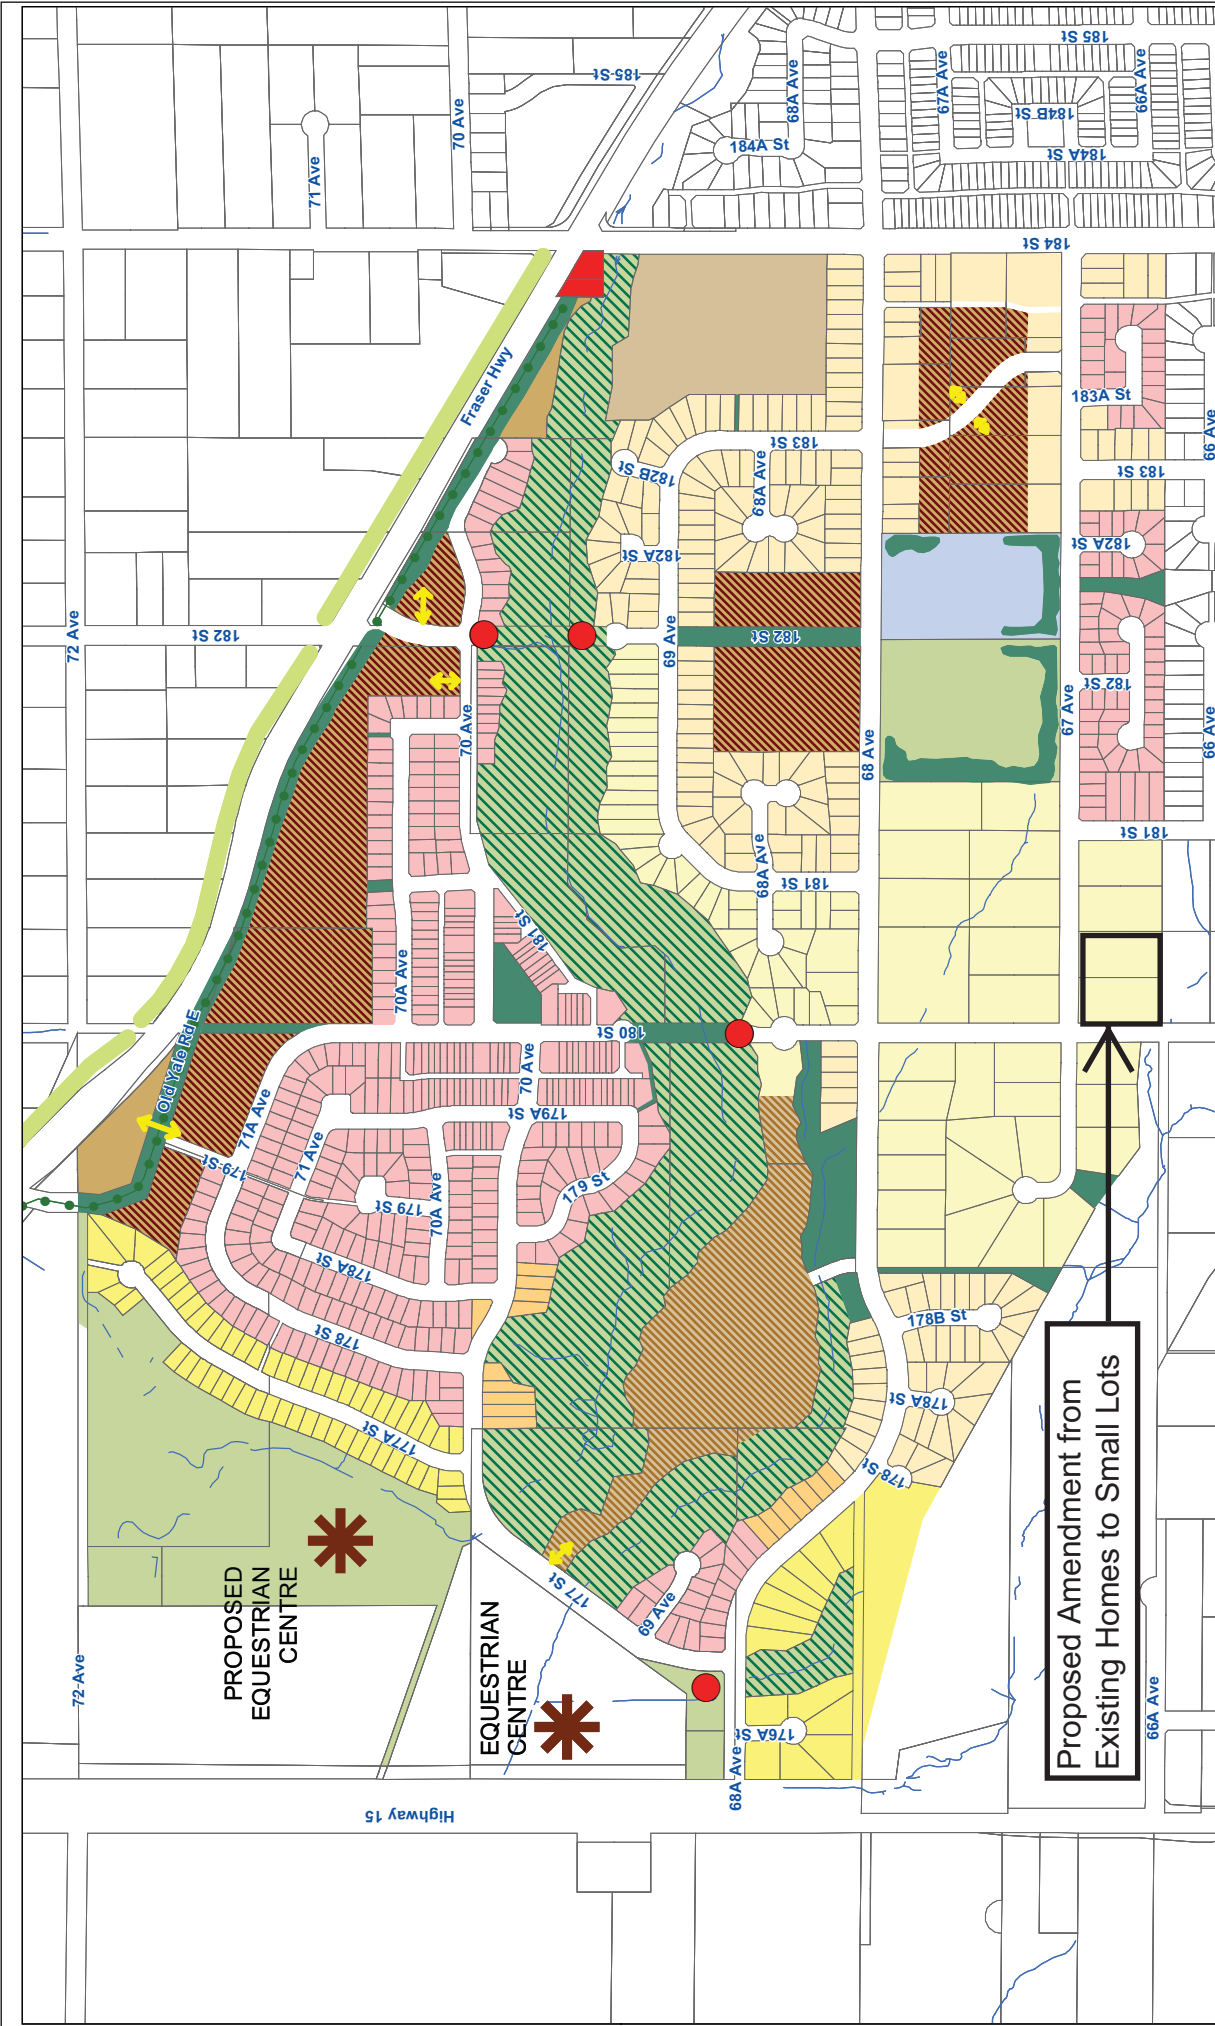 185 St
185 St
70 Ave
71 Ave
68A Ave
67A Ave
66A Ave
184B St
184A St
184A St
184 St
Fraser Hwy
183A St
183 St
183 St
182B St
68A Ave
66 Ave
182A St
182A St
72 Ave
182 St
69 Ave
182 St
70 Ave
182 St
67 Ave
68 Ave
66 Ave
181 St
68A Ave
181 St
181 St
70A Ave
180 St
Old Yale Rd E
70 Ave
71A Ave
179A St
71 Ave
179 St
179 St
179 St
70A Ave
178A St
178B St
178 St
178A St
177A St
178 St
PROPOSED
EQUESTRIAN
CENTRE
177 St
69 Ave
EQUESTRIAN
CENTRE
72-Ave
176A St
68A Ave
66A Ave
Proposed Amendment from
Existing Homes to Small Lots
Highway 15